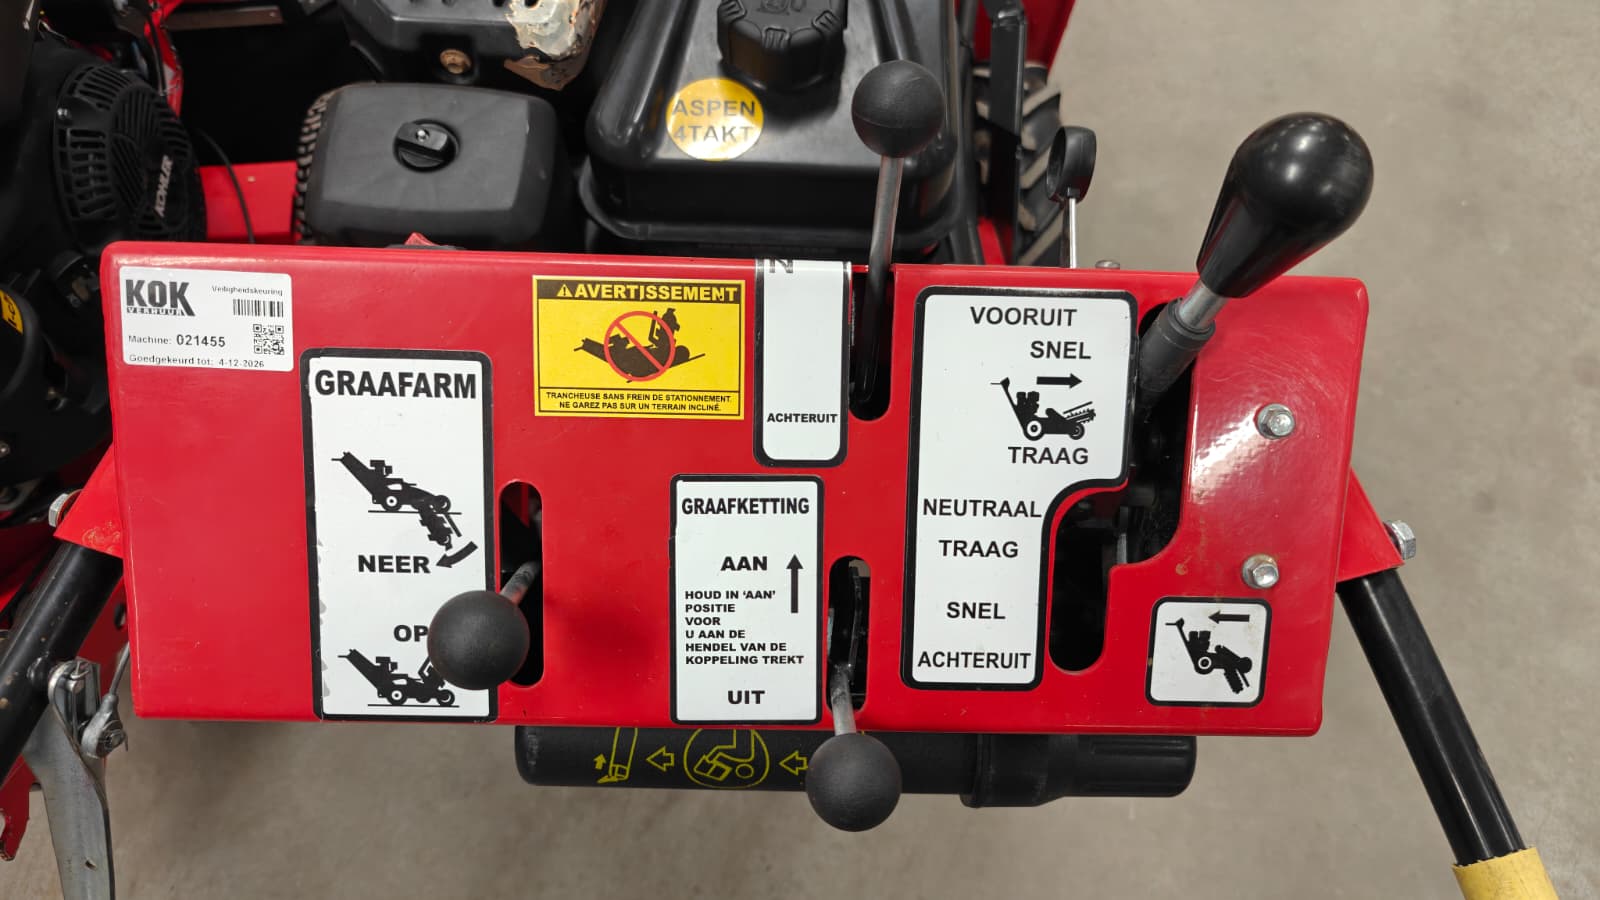 ASPEN
4TAKT
KOHLER
KOK
VERHUUR
Veiligheidskeuring
Machine: 021455
Goedgekeurd tot: 4-12-2026
GRAAFARM
NEER
OP
AVERTISSEMENT
TRANCHEUSE SANS FREIN DE STATIONNEMENT.
NE GAREZ PAS SUR UN TERRAIN INCLINÉ.
ACHTERUIT
GRAAFKETTING
AAN
HOUD IN ‘AAN’
POSITIE
VOOR
U AAN DE
HENDEL VAN DE
KOPPELING TREKT
UIT
VOORUIT
SNEL
TRAAG
NEUTRAAL
TRAAG
SNEL
ACHTERUIT